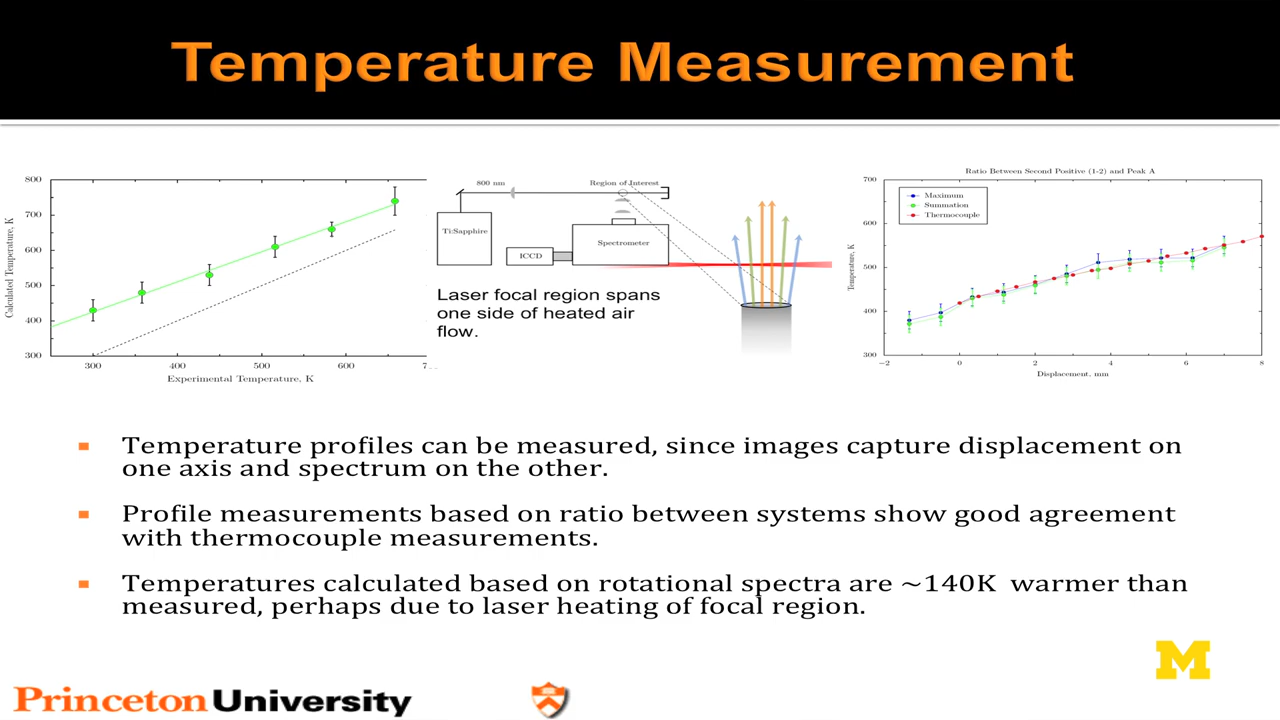 Temperature Measurement
800
700
600
500
400
300
Calculated Temperature, K
300
400
500
600
Experimental Temperature, K
800 nm
Region of Interest
Ti:Sapphire
ICCD
Spectrometer
Laser focal region spans
one side of heated air
flow.
Ratio Between Second Positive (1-2) and Peak A
700
600
500
400
300
Temperature, K
Maximum
Summation
Thermocouple
−2
0
2
4
6
8
Displacement, mm
Temperature profiles can be measured, since images capture displacement on
one axis and spectrum on the other.
Profile measurements based on ratio between systems show good agreement
with thermocouple measurements.
Temperatures calculated based on rotational spectra are ~140K warmer than
measured, perhaps due to laser heating of focal region.
M
Princeton University